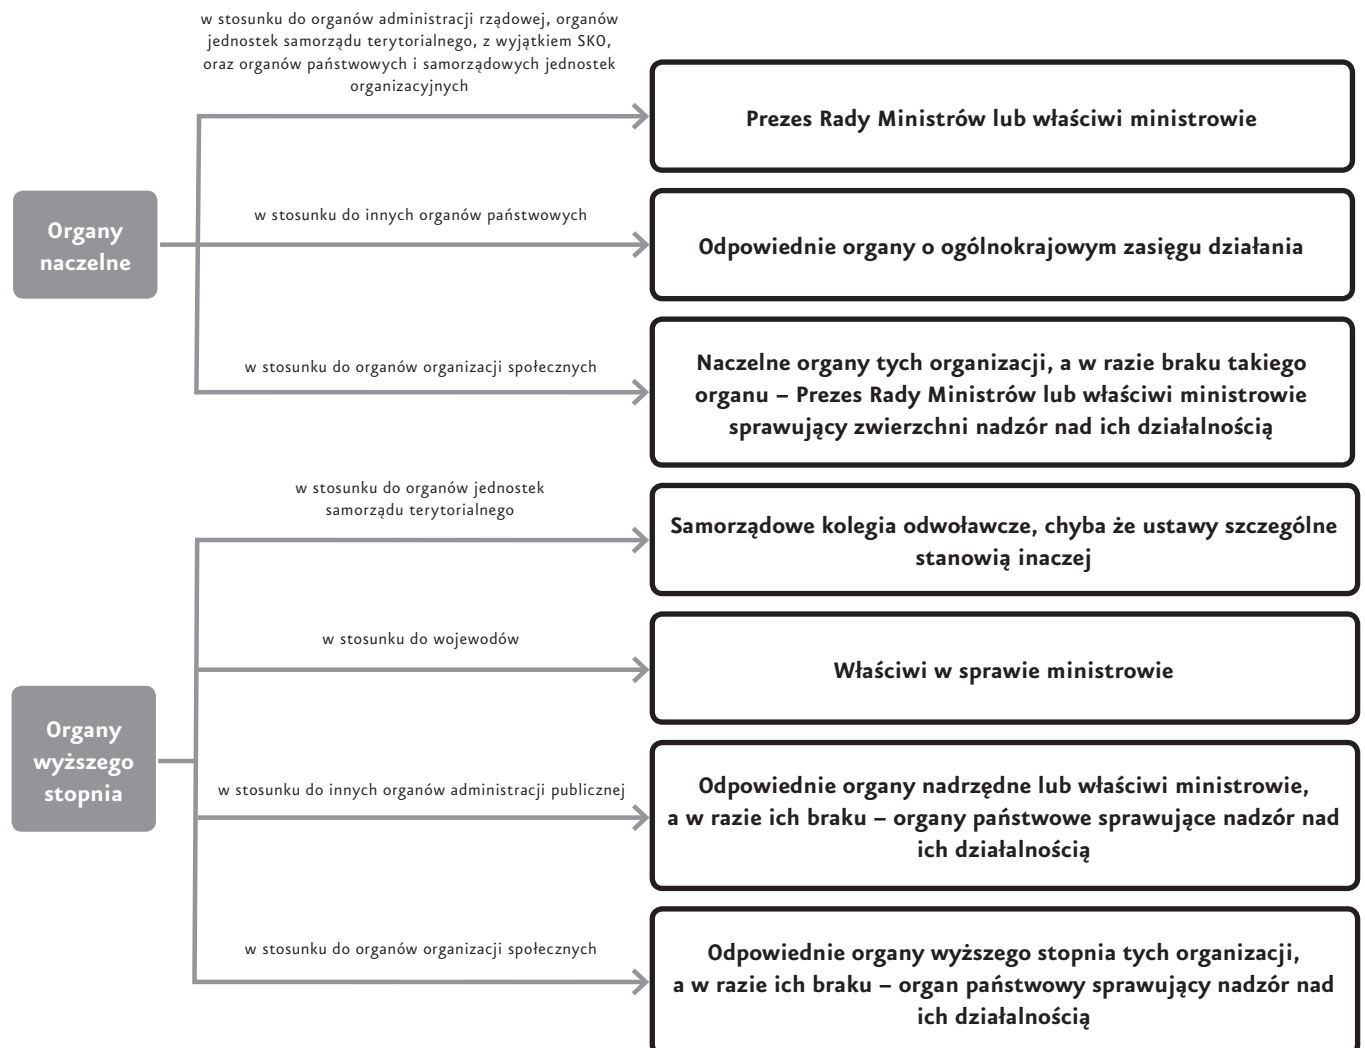 w stosunku do organów administracji rządowej, organów
jednostek samorządu terytorialnego, z wyjątkiem SKO,
oraz organów państwowych i samorządowych jednostek
organizacyjnych
Prezes Rady Ministrów lub właściwi ministrowie
Organy
naczelne
w stosunku do innych organów państwowych
Odpowiednie organy o ogólnokrajowym zasięgu działania
w stosunku do organów organizacji społecznych
Naczelne organy tych organizacji, a w razie braku takiego
organu – Prezes Rady Ministrów lub właściwi ministrowie
sprawujący zwierzchni nadzór nad ich działalnością
w stosunku do organów jednostek
samorządu terytorialnego
Samorządowe kolegia odwoławcze, chyba że ustawy szczególne
stanowią inaczej
w stosunku do wojewodów
Właściwi w sprawie ministrowie
Organy
wyższego
stopnia
w stosunku do innych organów administracji publicznej
Odpowiednie organy nadrzędne lub właściwi ministrowie,
a w razie ich braku – organy państwowe sprawujące nadzór nad
ich działalnością
w stosunku do organów organizacji społecznych
Odpowiednie organy wyższego stopnia tych organizacji,
a w razie ich braku – organ państwowy sprawujący nadzór nad
ich działalnością